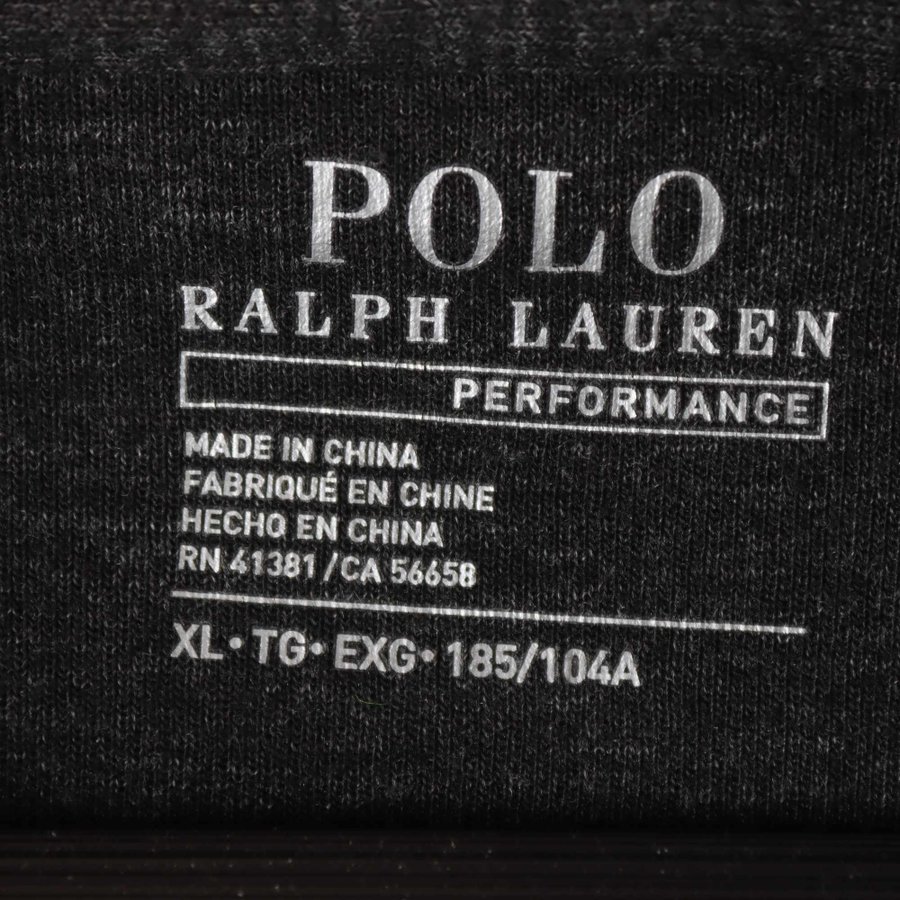 POLO
RALPH LAUREN
PERFORMANCE
MADE IN CHINA
FABRIQUÉ EN CHINE
HECHO EN CHINA
RN 41381/CA 56658
XL• TG• EXG• 185/104A